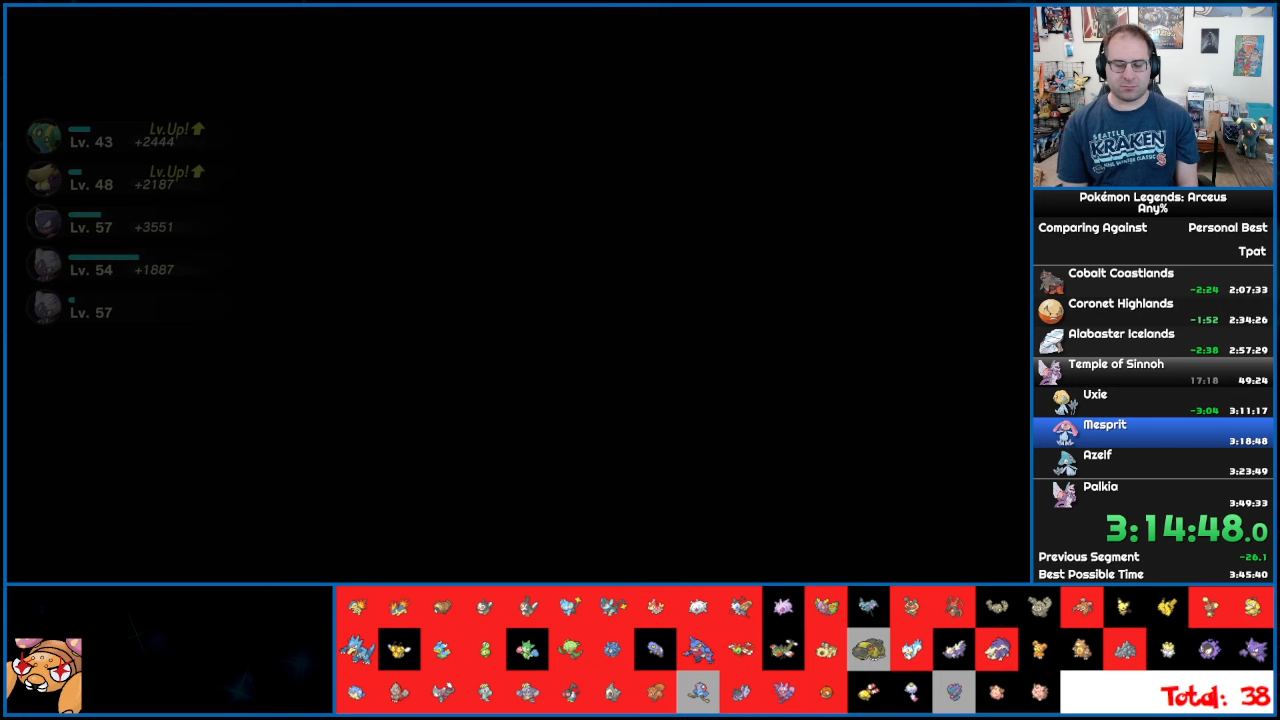 Lv.Up!
Lv. 43 +2444
Lv.Up!
Lv. 48 +2187
Lv. 57 +3551
Lv. 54 +1887
Lv. 57
SEATTLE
KRAKEN
WINTER CLASSIC
S
Pokémon Legends: Arceus
Any%
Comparing Against Personal Best
Tpat
Cobalt Coastlands
-2:24 2:07:33
Coronet Highlands
-1:52 2:34:26
Alabaster Icelands
-2:38 2:57:29
Temple of Sinnoh
17:18 49:24
Uxie
-3:04 3:11:17
Mesprit
3:18:48
Azelf
3:23:49
Palkia
3:49:33
3:14:48.0
Previous Segment -26.1
Best Possible Time 3:45:40
Total: 38